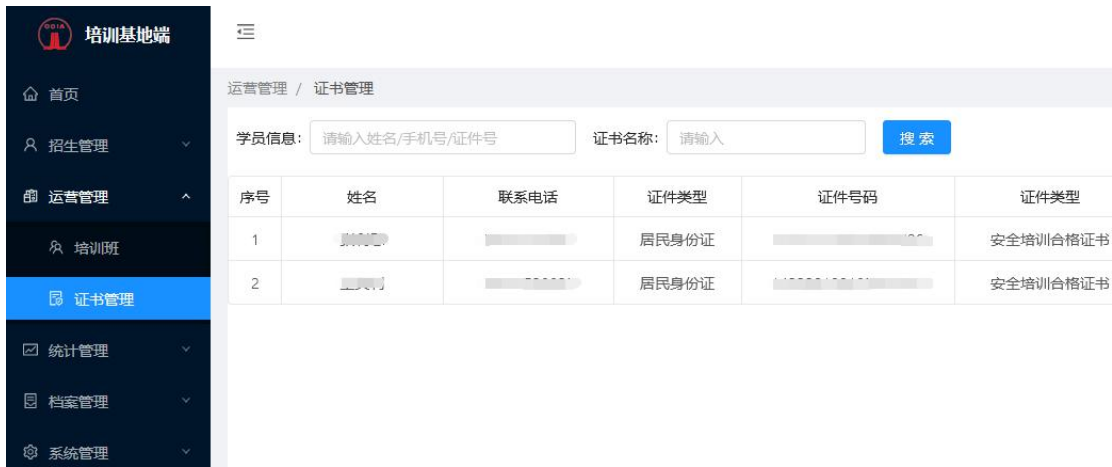 培训基地端
首页
招生管理
运营管理
培训班
证书管理
统计管理
档案管理
系统管理
运营管理 / 证书管理
学员信息： 请输入姓名/手机号/证件号 证书名称： 请输入 搜索
序号 姓名 联系电话 证件类型 证件号码 证件类型
1 居民身份证 安全培训合格证书
2 居民身份证 安全培训合格证书